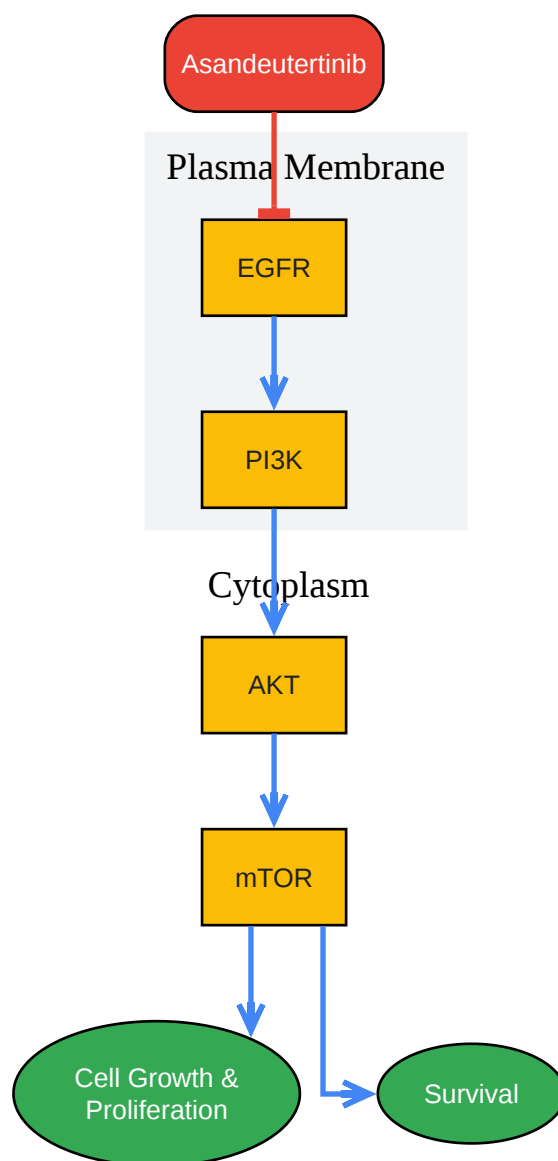 Asandeutertinib
Plasma Membrane
EGFR
PI3K
Cytoplasm
AKT
mTOR
Cell Growth &
Proliferation
Survival